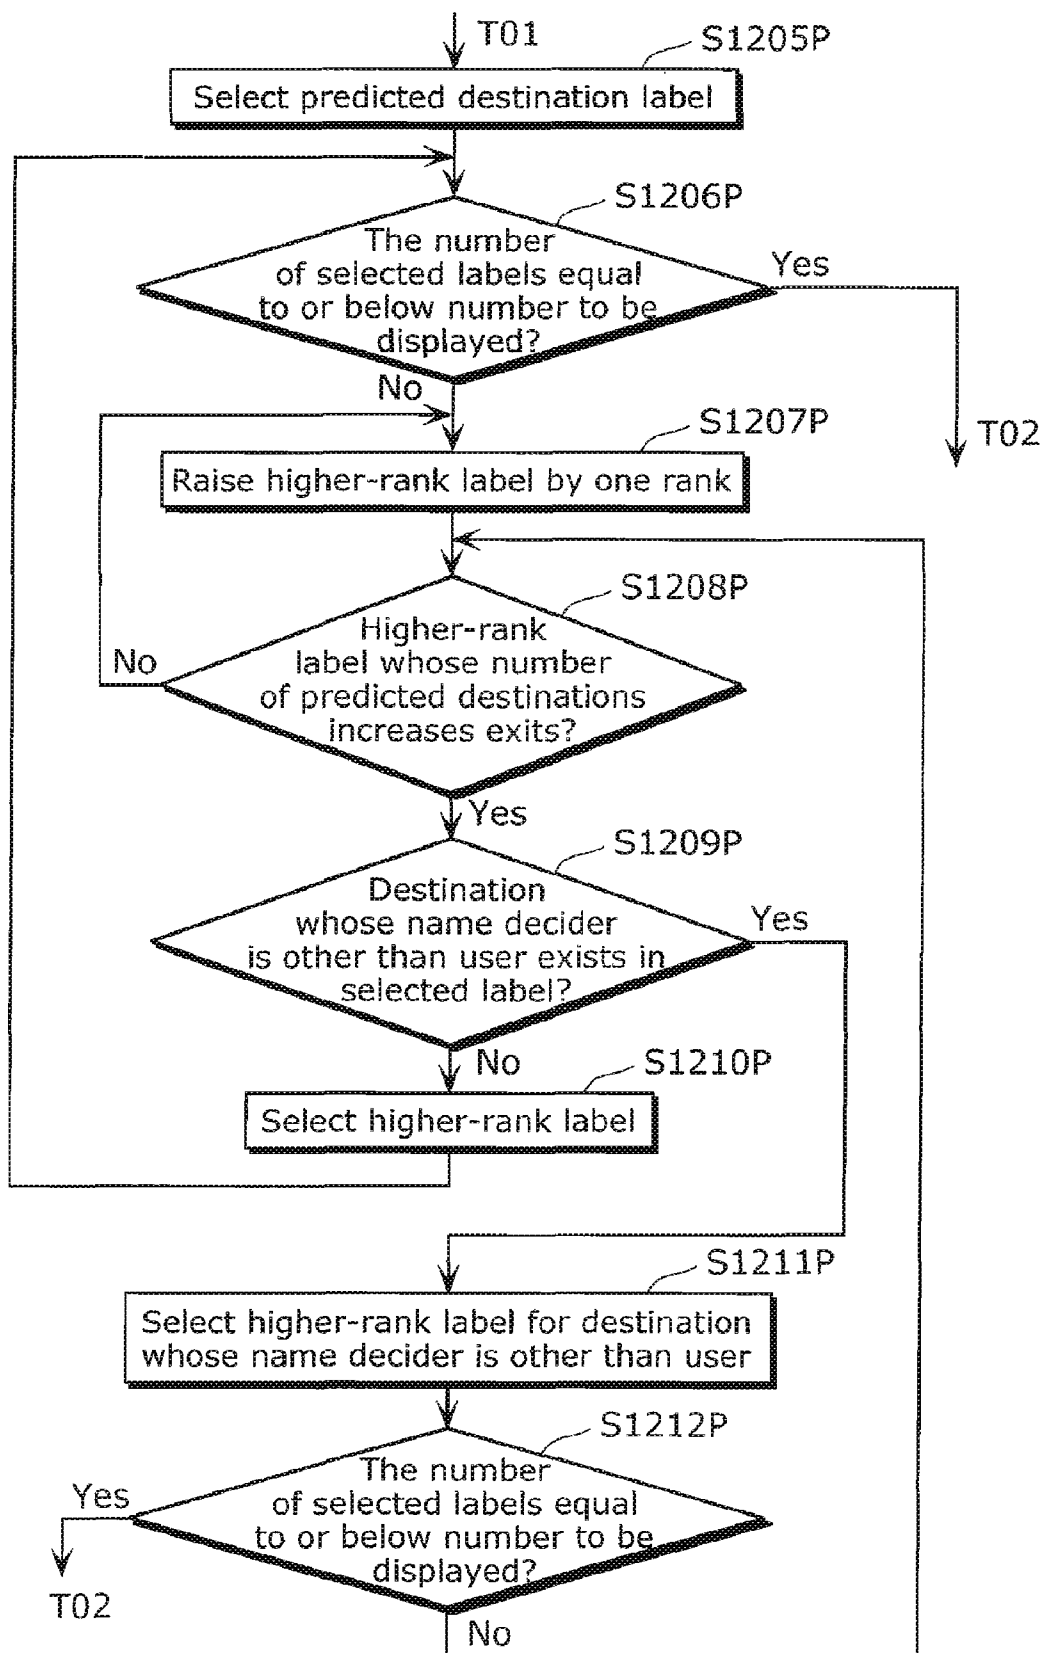 T01
S1205P
Select predicted destination label
S1206P
The number
of selected labels equal
to or below number to be
displayed?
Yes
No
T02
S1207P
Raise higher-rank label by one rank
S1208P
Higher-rank
label whose number
of predicted destinations
increases exits?
No
Yes
S1209P
Destination
whose name decider
is other than user exists in
selected label?
Yes
No
S1210P
Select higher-rank label
S1211P
Select higher-rank label for destination
whose name decider is other than user
S1212P
The number
of selected labels equal
to or below number to be
displayed?
Yes
T02
No